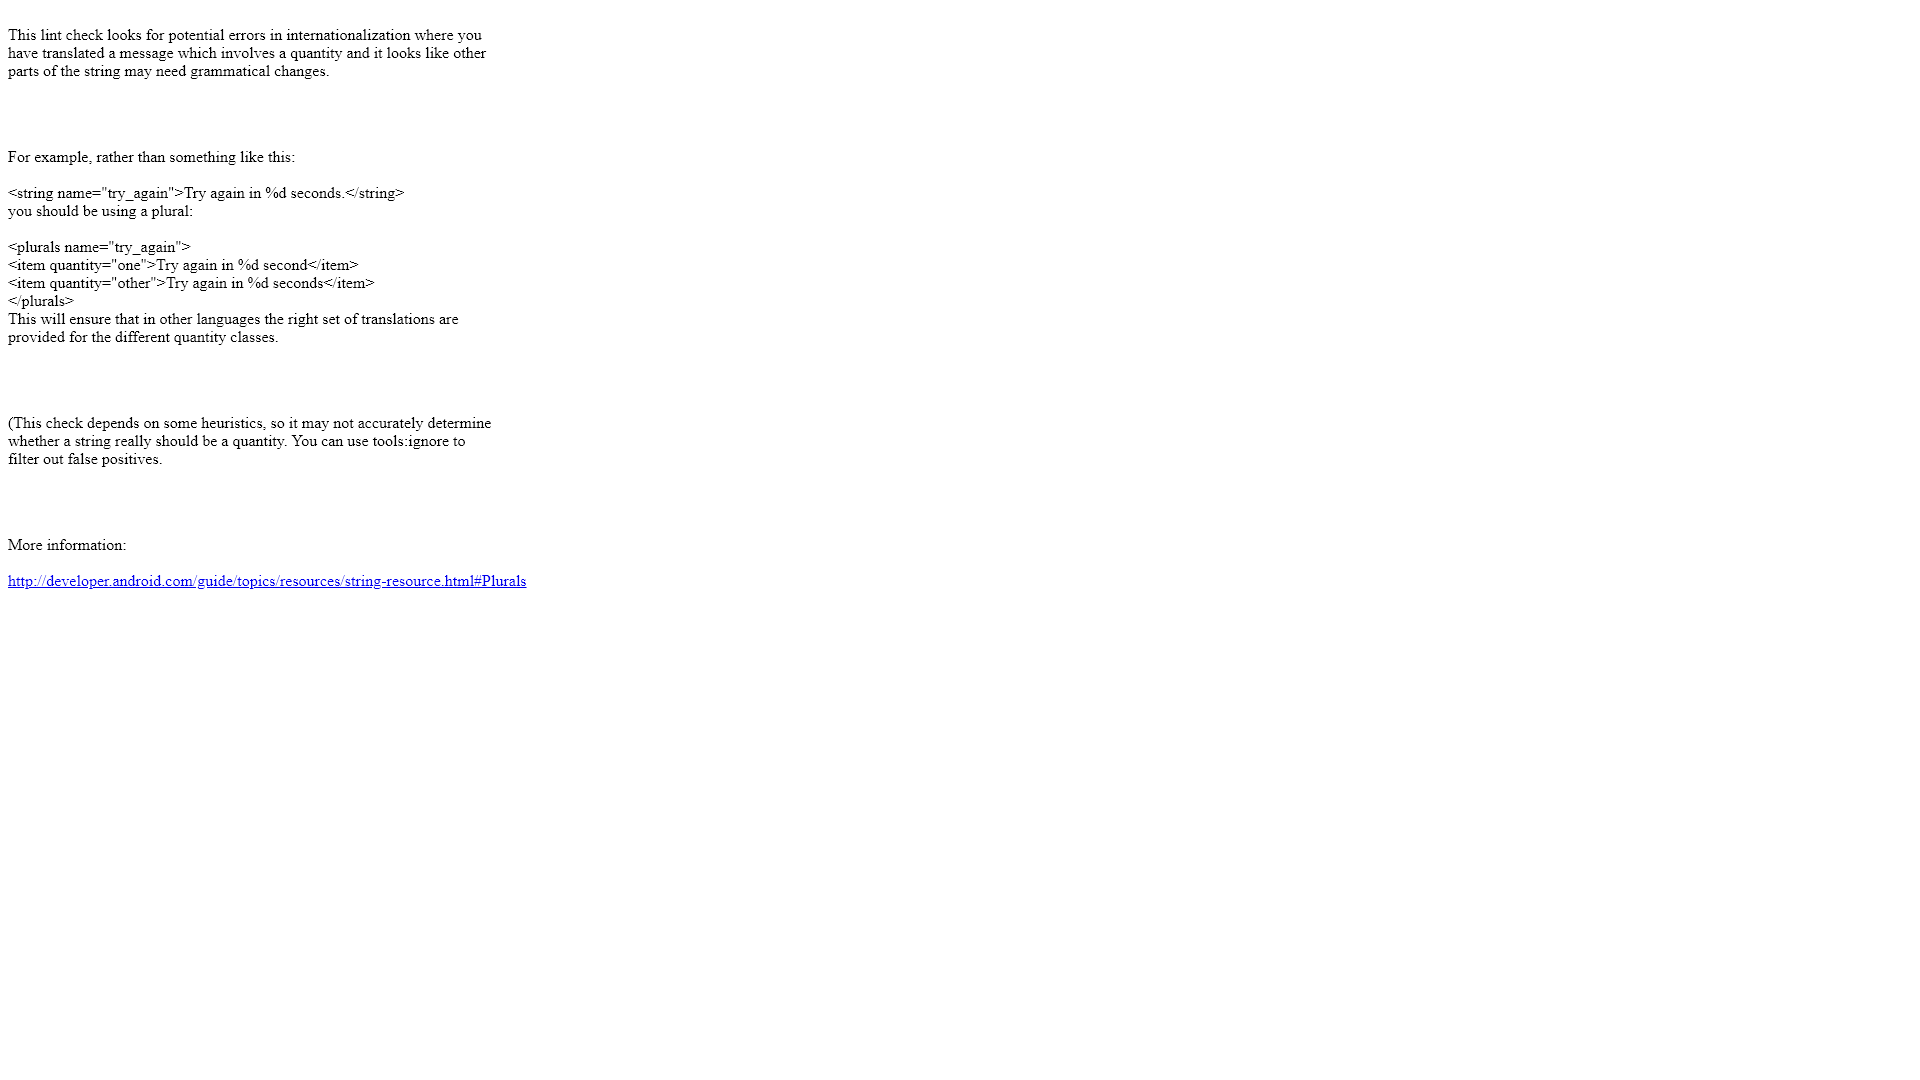 This lint check looks for potential errors in internationalization where you
have translated a message which involves a quantity and it looks like other
parts of the string may need grammatical changes.
For example, rather than something like this:
<string name="try_again">Try again in %d seconds.</string>
you should be using a plural:
<plurals name="try_again">
<item quantity="one">Try again in %d second</item>
<item quantity="other">Try again in %d seconds</item>
</plurals>
This will ensure that in other languages the right set of translations are
provided for the different quantity classes.
(This check depends on some heuristics, so it may not accurately determine
whether a string really should be a quantity. You can use tools:ignore to
filter out false positives.
More information:
http://developer.android.com/guide/topics/resources/string-resource.html#Plurals